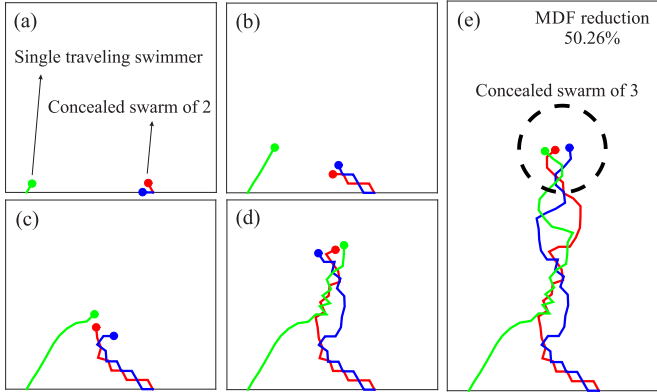 (a)
Single traveling swimmer
Concealed swarm of 2
(b)
(c)
(d)
(e)
MDF reduction
50.26%
Concealed swarm of 3